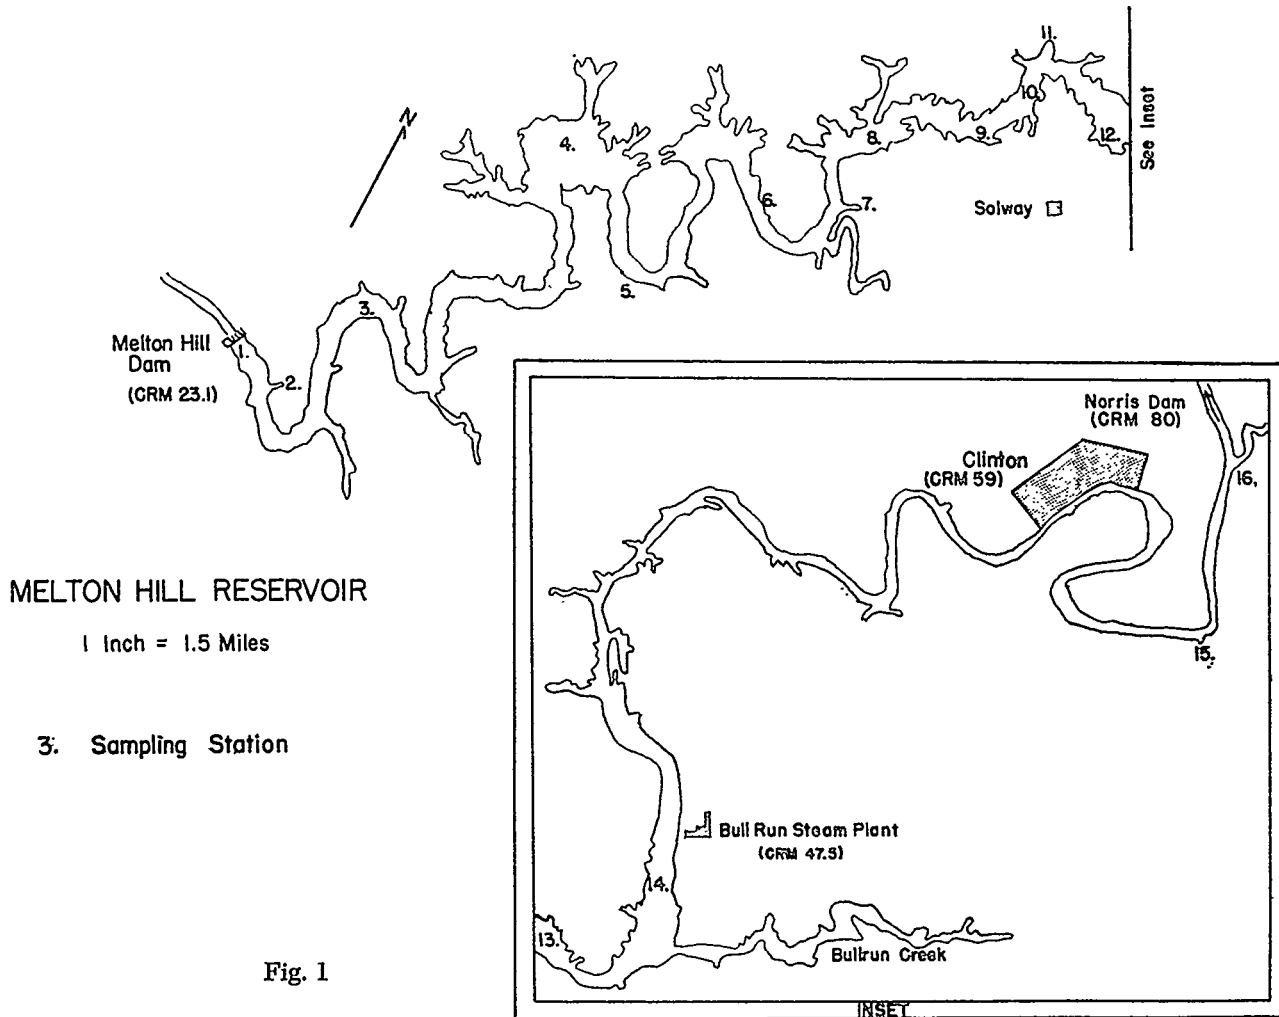 11.
N
4.
10.
8.
9.
12.
See Inset
6.
7.
Solway
5.
3.
Melton Hill
Dam
(CRM 23.1)
1.
2.
Norris Dam
(CRM 80)
Clinton
(CRM 59)
16.
MELTON HILL RESERVOIR
1 Inch = 1.5 Miles
15.
3. Sampling Station
Bull Run Steam Plant
(CRM 47.5)
14.
13.
Bullrun Creek
Fig. 1
INSET